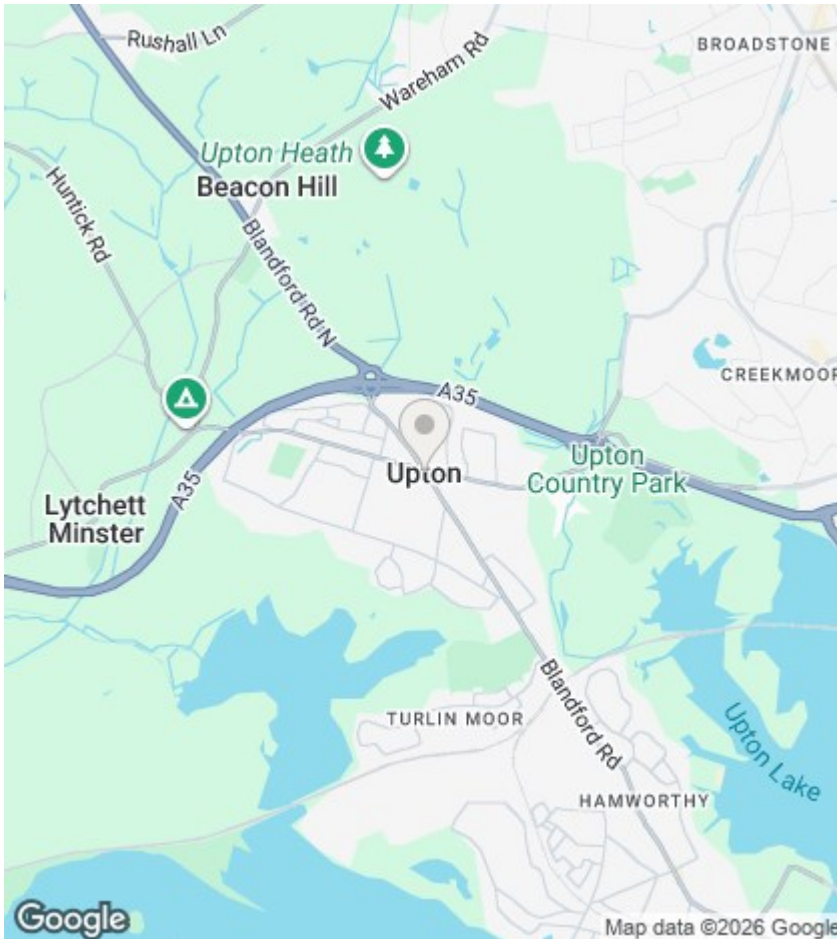 Rushall Ln
BROADSTONE
Wareham Rd
Upton Heath
Beacon Hill
Huntick Rd
Blandford Rd N
CREEKMOOR
A35
Upton
Upton
Country Park
Lytchett
Minster
A35
Blandford Rd
TURLIN MOOR
Upton Lake
HAMWORTHY
Google
Map data ©2026 Google